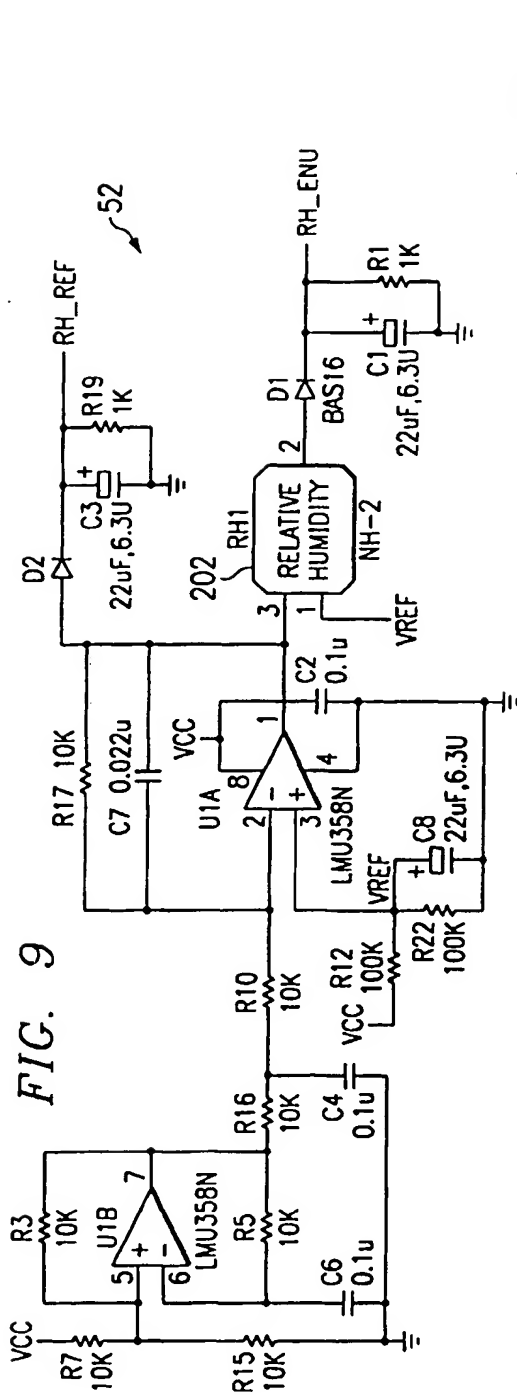 FIG. 9
52
VCC
R7
10K
R15
10K
R3
10K
U1B
5
+
6
−
7
LMU358N
R5
10K
C6
0.1u
R16
10K
C4
0.1u
R10
10K
R17 10K
C7 0.022u
VCC
U1A
8
2
−
3
+
1
4
LMU358N
C2
0.1u
VCC
R12
100K
VREF
R22
100K
+
C8
22uF,6.3U
D2
RH_REF
+
C3
22uF,6.3U
R19
1K
202
RH1
3
1
RELATIVE
HUMIDITY
2
NH-2
VREF
D1
BAS16
RH_ENU
+
C1
22uF,6.3U
R1
1K